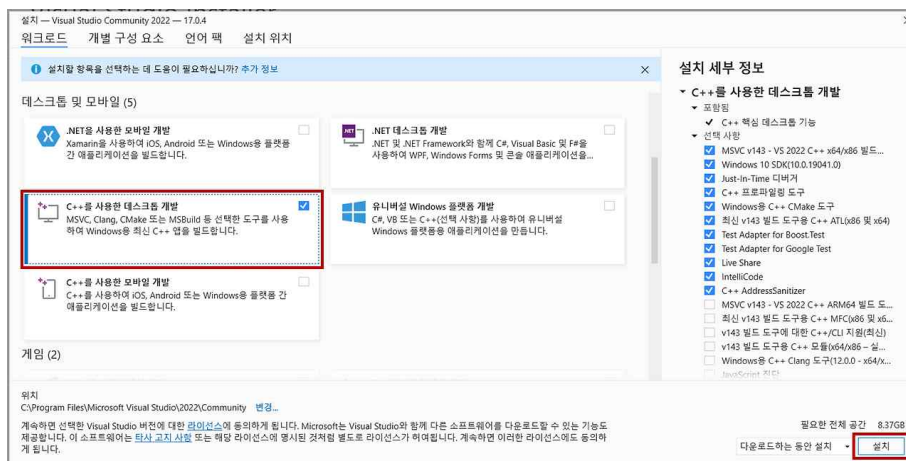 설치 — Visual Studio Community 2022 — 17.0.4
워크로드 개별 구성 요소 언어 팩 설치 위치
설치할 항목을 선택하는 데 도움이 필요하십니까? 추가 정보
데스크톱 및 모바일 (5)
.NET을 사용한 모바일 개발
Xamarin을 사용하여 iOS, Android 또는 Windows용 플랫폼
간 애플리케이션을 빌드합니다.
.NET 데스크톱 개발
.NET 및 .NET Framework와 함께 C#, Visual Basic 및 F#을
사용하여 WPF, Windows Forms 및 콘솔 애플리케이션을...
C++를 사용한 데스크톱 개발
MSVC, Clang, CMake 또는 MSBuild 등 선택한 도구를 사용
하여 Windows용 최신 C++ 앱을 빌드합니다.
유니버설 Windows 플랫폼 개발
C#, VB 또는 C++(선택 사항)를 사용하여 유니버설
Windows 플랫폼용 애플리케이션을 만듭니다.
C++를 사용한 모바일 개발
C++를 사용하여 iOS, Android 또는 Windows용 플랫폼 간
애플리케이션을 빌드합니다.
게임 (2)
설치 세부 정보
C++를 사용한 데스크톱 개발
포함됨
C++ 핵심 데스크톱 기능
선택 사항
MSVC v143 - VS 2022 C++ x64/x86 빌드...
Windows 10 SDK(10.0.19041.0)
Just-In-Time 디버거
C++ 프로파일링 도구
Windows용 C++ CMake 도구
최신 v143 빌드 도구용 C++ ATL(x86 및 x64)
Test Adapter for Boost.Test
Test Adapter for Google Test
Live Share
IntelliCode
C++ AddressSanitizer
MSVC v143 - VS 2022 C++ ARM64 빌드 도...
최신 v143 빌드 도구용 C++ MFC(x86 및 x6...
v143 빌드 도구에 대한 C++/CLI 지원(최신)
v143 빌드 도구용 C++ 모듈(x64/x86 – 실...
Windows용 C++ Clang 도구(12.0.0 - x64/x...
JavaScript 진단
위치
C:\Program Files\Microsoft Visual Studio\2022\Community 변경...
계속하면 선택한 Visual Studio 버전에 대한 라이선스에 동의하게 됩니다. Microsoft는 Visual Studio와 함께 다른 소프트웨어를 다운로드할 수 있는 기능도
제공합니다. 이 소프트웨어는 타사 고지 사항 또는 해당 라이선스에 명시된 것처럼 별도로 라이선스가 허여됩니다. 계속하면 이러한 라이선스에도 동의하
게 됩니다.
필요한 전체 공간 8.37GB
다운로드하는 동안 설치 설치